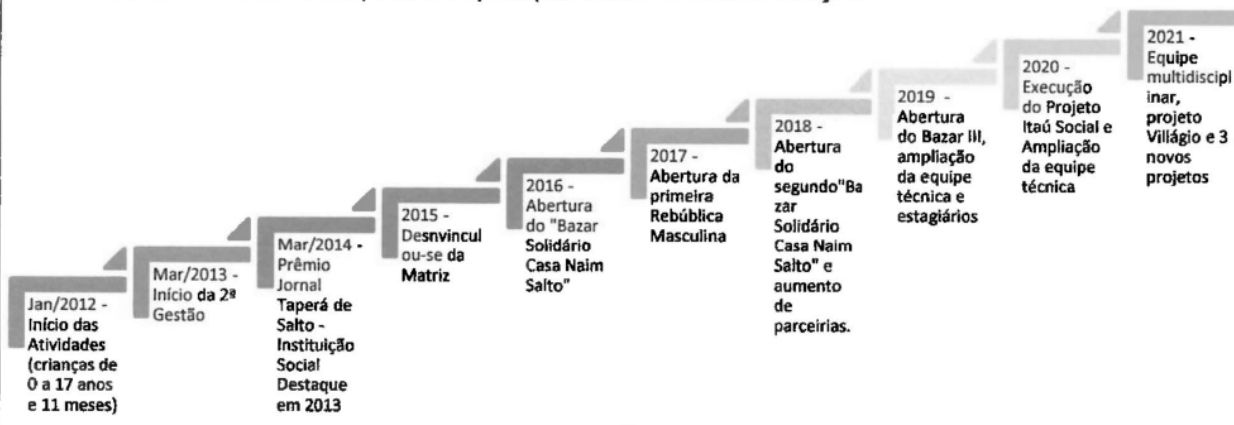 Jan/2012 -
Início das
Atividades
(crianças de
0 a 17 anos
e 11 meses)
Mar/2013 -
Início da 2ª
Gestão
Mar/2014 -
Prêmio
Jornal
Taperá de
Salto -
Instituição
Social
Destaque
em 2013
2015 -
Desnvincul
ou-se da
Matriz
2016 -
Abertura
do "Bazar
Solidário
Casa Naim
Salto"
2017 -
Abertura da
primeira
Rebública
Masculina
2018 -
Abertura
do
segundo"Ba
zar
Solidário
Casa Naim
Salto" e
aumento
de
parceirias.
2019 -
Abertura
do Bazar III,
ampliação
da equipe
técnica e
estagiários
2020 -
Execução
do Projeto
Itaú Social e
Ampliação
da equipe
técnica
2021 -
Equipe
multidiscipl
inar,
projeto
Villágio e 3
novos
projetos